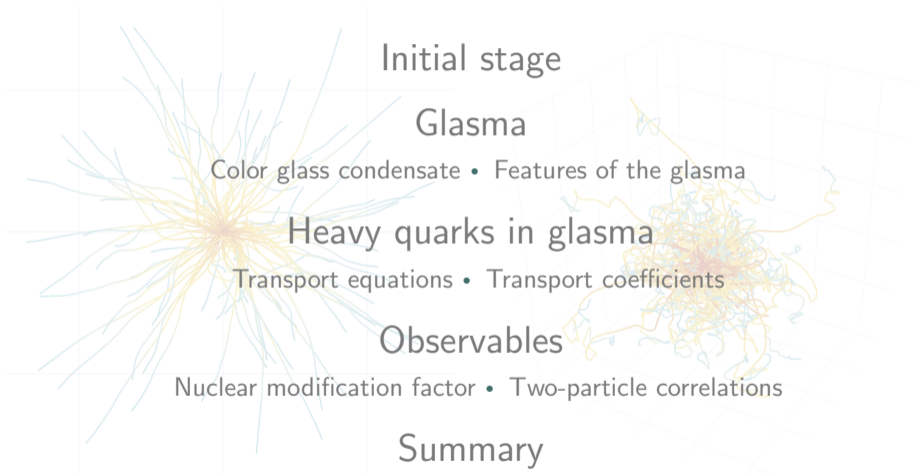 Initial stage
Glasma
Color glass condensate • Features of the glasma
Heavy quarks in glasma
Transport equations • Transport coefficients
Observables
Nuclear modification factor • Two-particle correlations
Summary